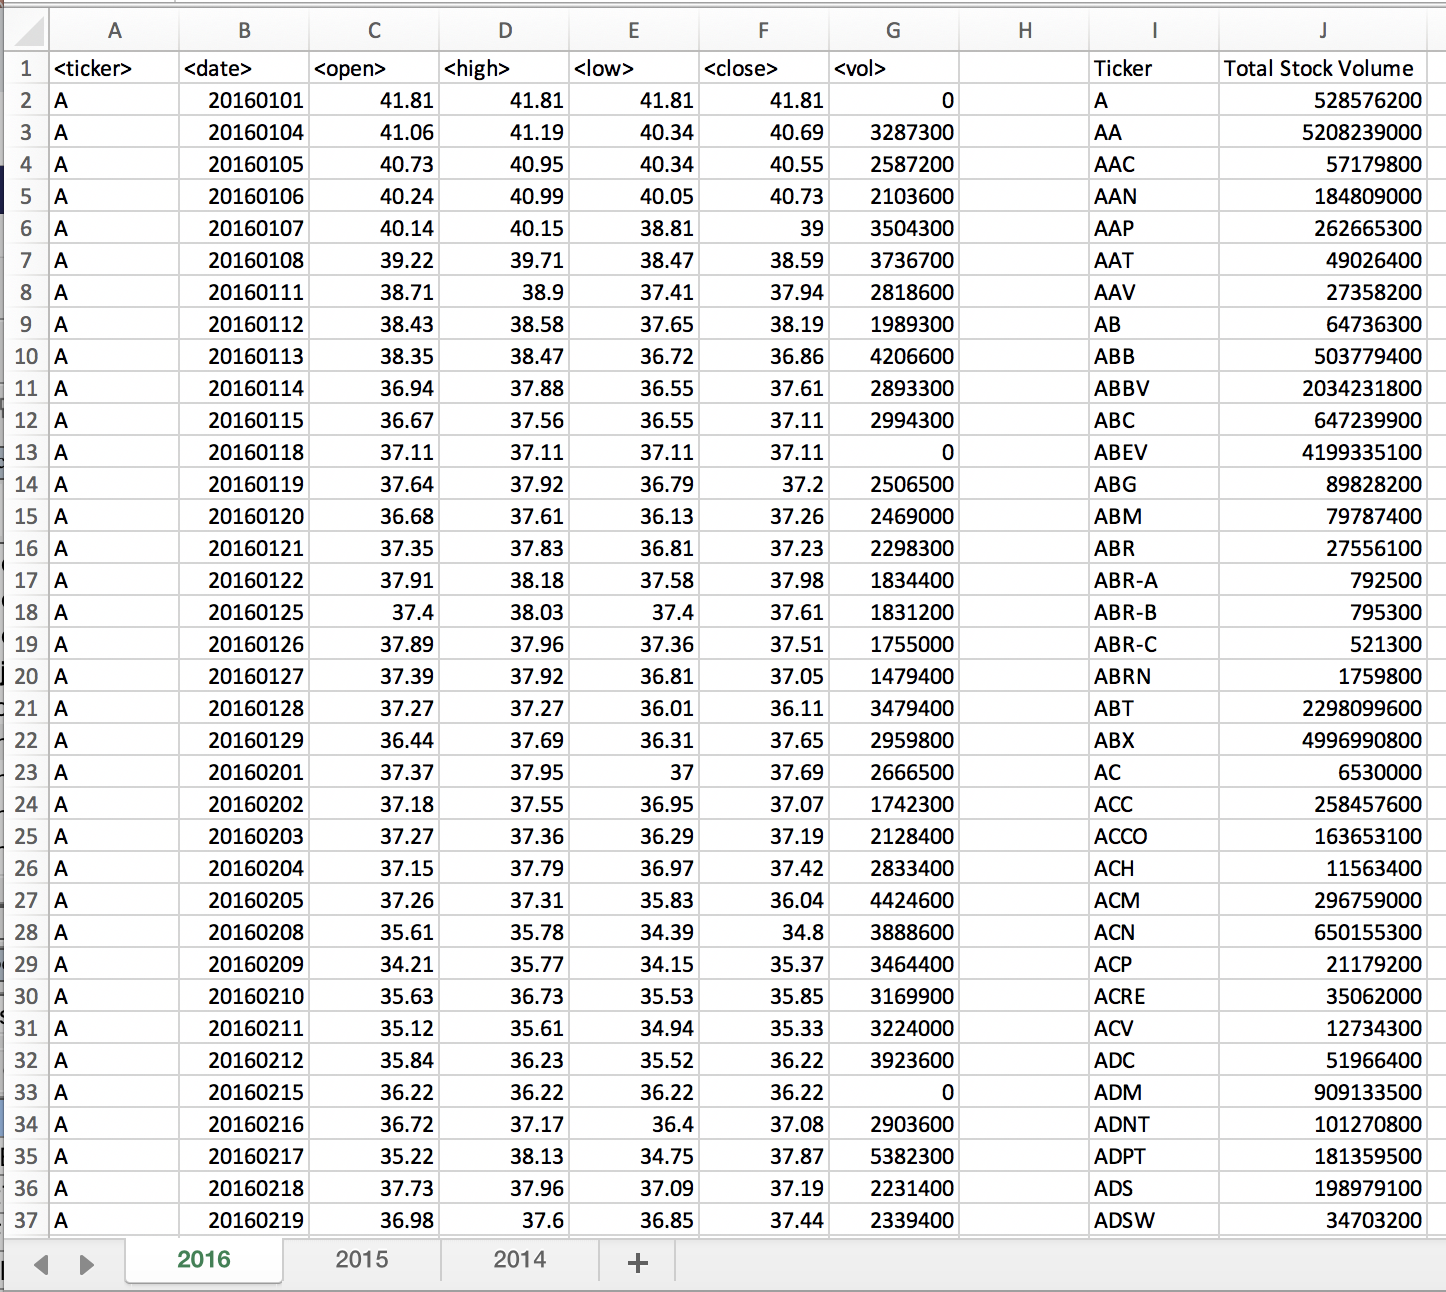 A B C D E F G H I J
1 <ticker> <date> <open> <high> <low> <close> <vol> Ticker Total Stock Volume
2 A 20160101 41.81 41.81 41.81 41.81 0 A 528576200
3 A 20160104 41.06 41.19 40.34 40.69 3287300 AA 5208239000
4 A 20160105 40.73 40.95 40.34 40.55 2587200 AAC 57179800
5 A 20160106 40.24 40.99 40.05 40.73 2103600 AAN 184809000
6 A 20160107 40.14 40.15 38.81 39 3504300 AAP 262665300
7 A 20160108 39.22 39.71 38.47 38.59 3736700 AAT 49026400
8 A 20160111 38.71 38.9 37.41 37.94 2818600 AAV 27358200
9 A 20160112 38.43 38.58 37.65 38.19 1989300 AB 64736300
10 A 20160113 38.35 38.47 36.72 36.86 4206600 ABB 503779400
11 A 20160114 36.94 37.88 36.55 37.61 2893300 ABBV 2034231800
12 A 20160115 36.67 37.56 36.55 37.11 2994300 ABC 647239900
13 A 20160118 37.11 37.11 37.11 37.11 0 ABEV 4199335100
14 A 20160119 37.64 37.92 36.79 37.2 2506500 ABG 89828200
15 A 20160120 36.68 37.61 36.13 37.26 2469000 ABM 79787400
16 A 20160121 37.35 37.83 36.81 37.23 2298300 ABR 27556100
17 A 20160122 37.91 38.18 37.58 37.98 1834400 ABR-A 792500
18 A 20160125 37.4 38.03 37.4 37.61 1831200 ABR-B 795300
19 A 20160126 37.89 37.96 37.36 37.51 1755000 ABR-C 521300
20 A 20160127 37.39 37.92 36.81 37.05 1479400 ABRN 1759800
21 A 20160128 37.27 37.27 36.01 36.11 3479400 ABT 2298099600
22 A 20160129 36.44 37.69 36.31 37.65 2959800 ABX 4996990800
23 A 20160201 37.37 37.95 37 37.69 2666500 AC 6530000
24 A 20160202 37.18 37.55 36.95 37.07 1742300 ACC 258457600
25 A 20160203 37.27 37.36 36.29 37.19 2128400 ACCO 163653100
26 A 20160204 37.15 37.79 36.97 37.42 2833400 ACH 11563400
27 A 20160205 37.26 37.31 35.83 36.04 4424600 ACM 296759000
28 A 20160208 35.61 35.78 34.39 34.8 3888600 ACN 650155300
29 A 20160209 34.21 35.77 34.15 35.37 3464400 ACP 21179200
30 A 20160210 35.63 36.73 35.53 35.85 3169900 ACRE 35062000
31 A 20160211 35.12 35.61 34.94 35.33 3224000 ACV 12734300
32 A 20160212 35.84 36.23 35.52 36.22 3923600 ADC 51966400
33 A 20160215 36.22 36.22 36.22 36.22 0 ADM 909133500
34 A 20160216 36.72 37.17 36.4 37.08 2903600 ADNT 101270800
35 A 20160217 35.22 38.13 34.75 37.87 5382300 ADPT 181359500
36 A 20160218 37.73 37.96 37.09 37.19 2231400 ADS 198979100
37 A 20160219 36.98 37.6 36.85 37.44 2339400 ADSW 34703200
2016 2015 2014 +